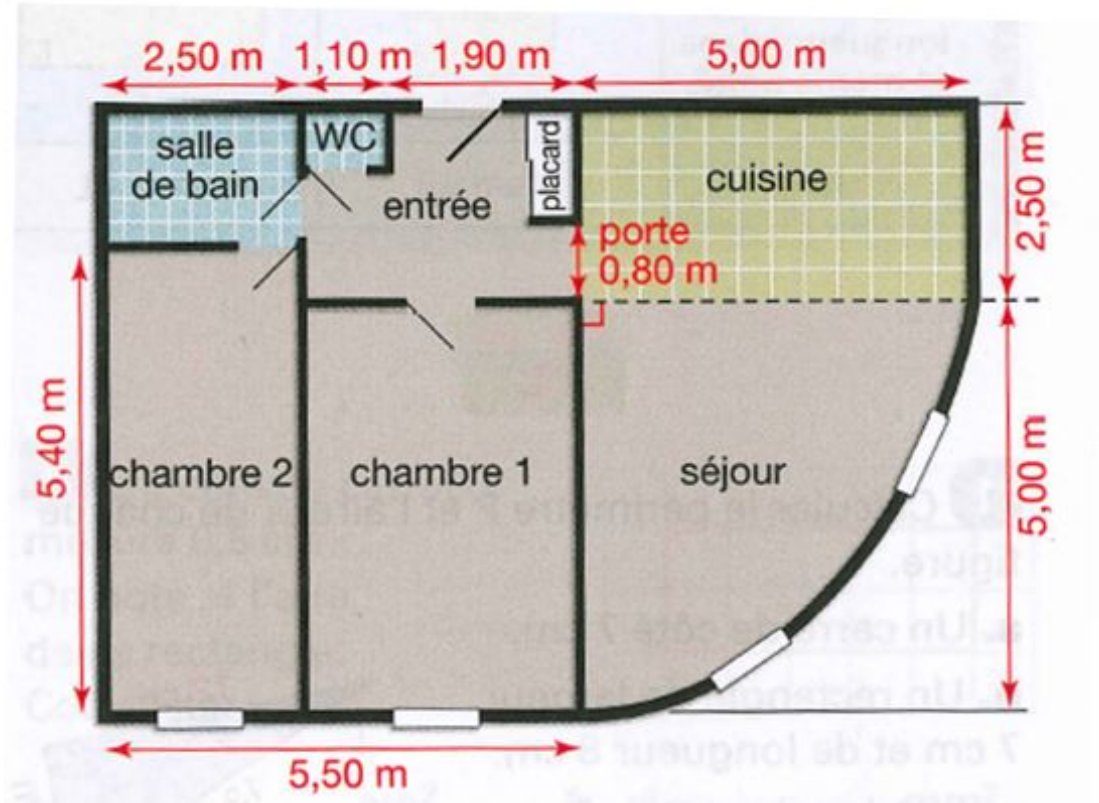 2,50 m 1,10 m 1,90 m 5,00 m
salle
de bain
WC
placard
entrée
cuisine
2,50 m
porte
0,80 m
5,40 m
chambre 2
chambre 1
séjour
5,00 m
5,50 m